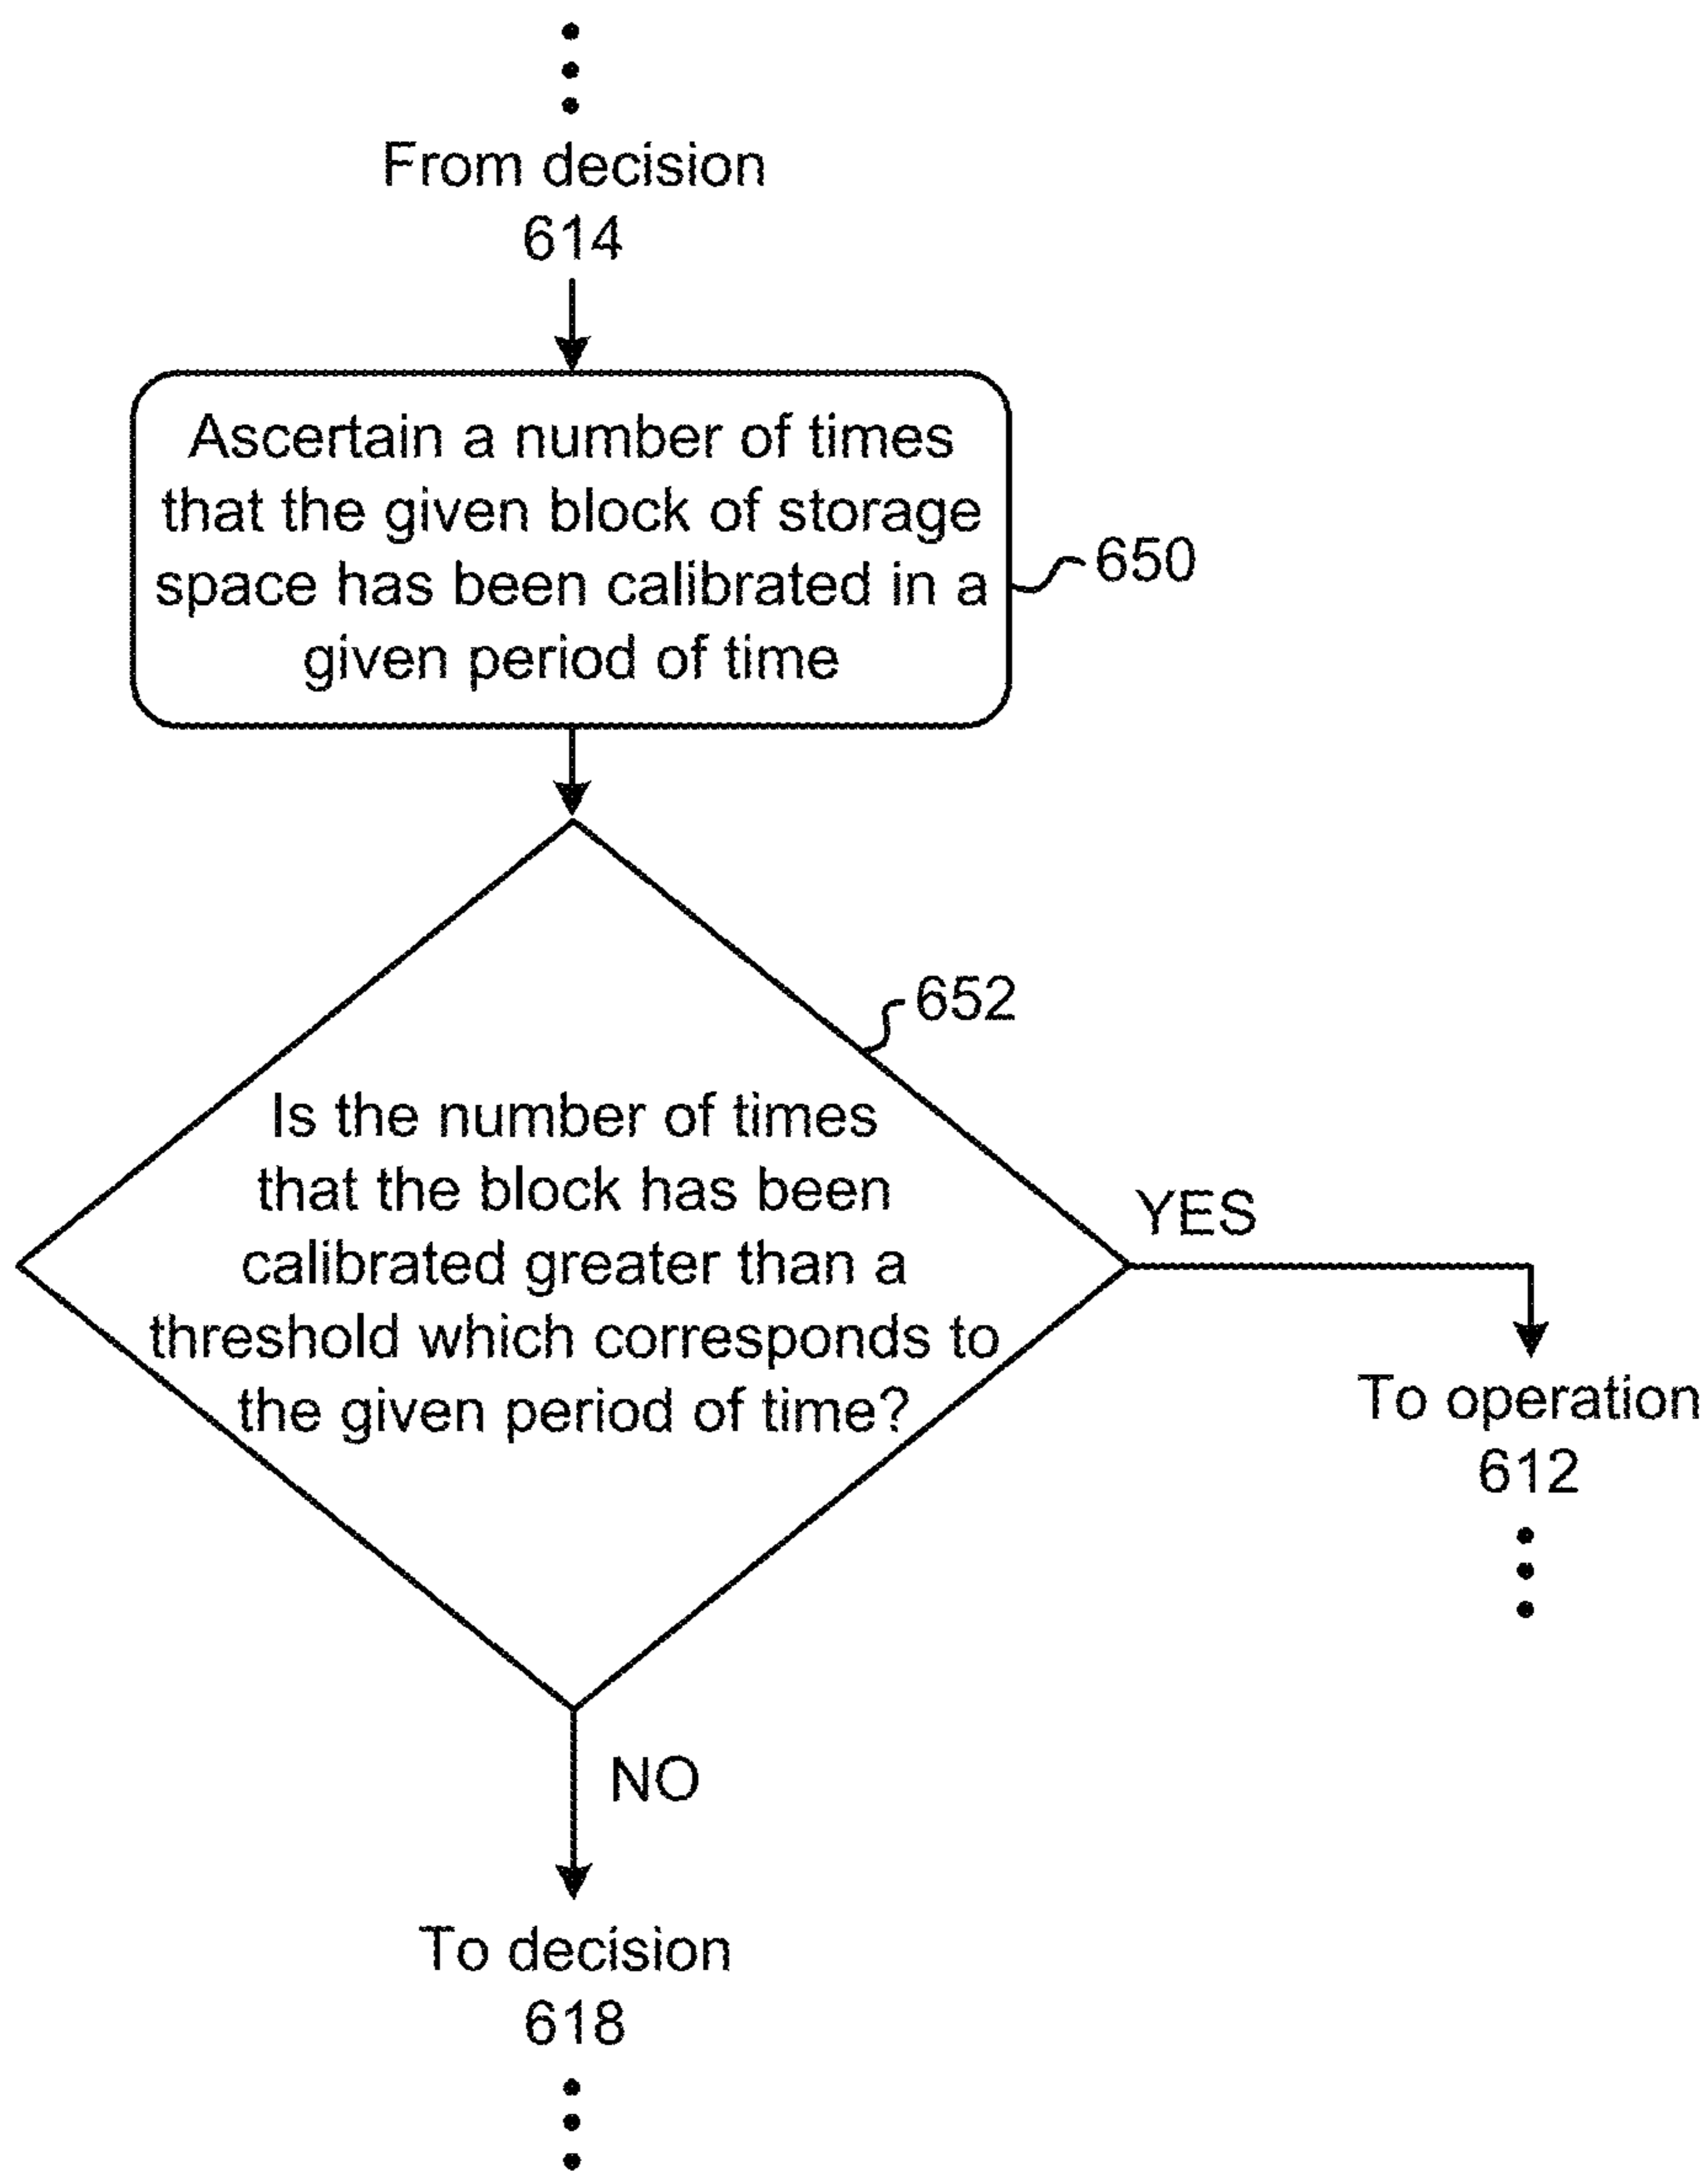 From decision
614
Ascertain a number of times
that the given block of storage
space has been calibrated in a
given period of time
650
652
Is the number of times
that the block has been
calibrated greater than a
threshold which corresponds to
the given period of time?
YES
To operation
612
NO
To decision
618